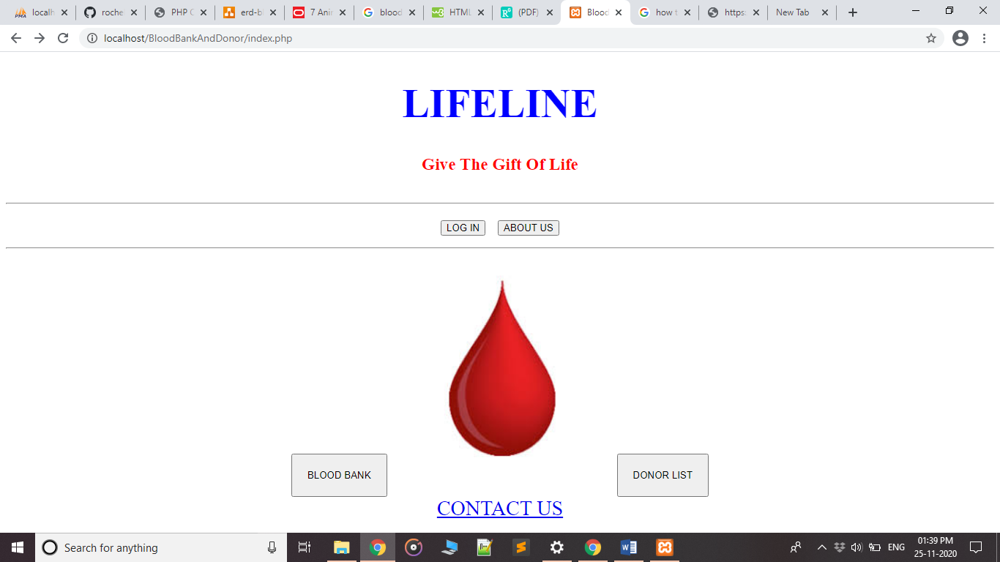 localh
roche
PHP C
erd-bl
7 Anir
blood
HTML
(PDF)
Blood
how t
https:
New Tab
localhost/BloodBankAndDonor/index.php
LIFELINE
Give The Gift Of Life
LOG IN ABOUT US
BLOOD BANK DONOR LIST
CONTACT US
Search for anything
ENG
01:39 PM
25-11-2020